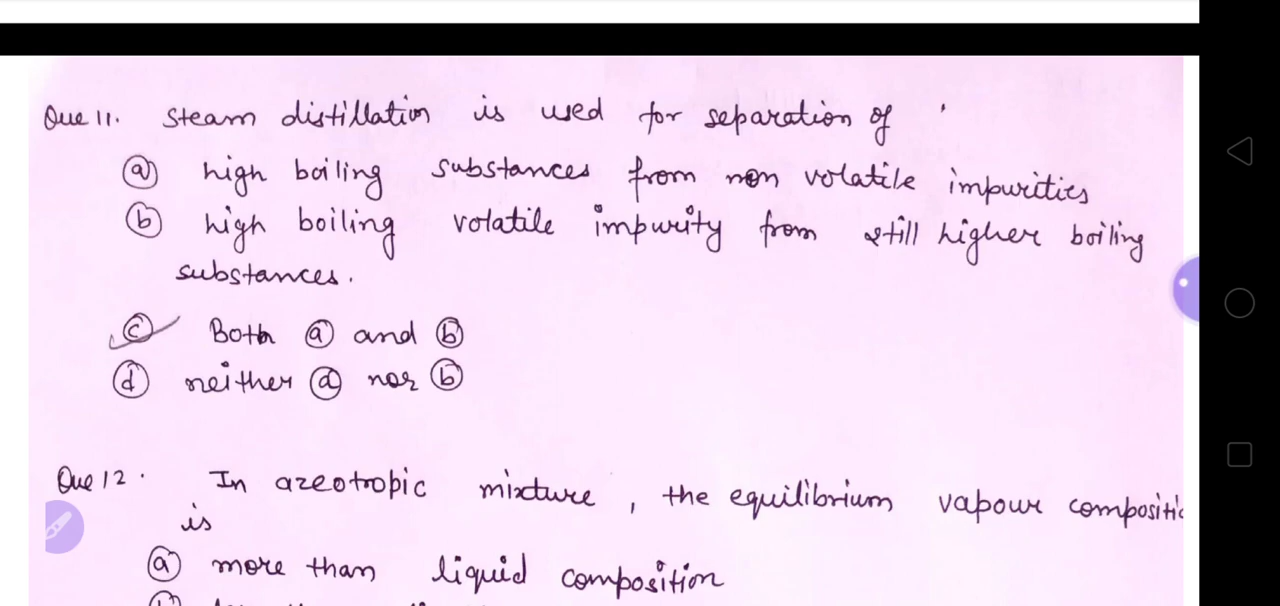 Que 11. Steam distillation is used for separation of
(a) high boiling substances from non volatile impurities
(b) high boiling volatile impurity from still higher boiling
substances.
(c) Both (a) and (b)
(d) neither (a) nor (b)
Que 12. In azeotropic mixture, the equilibrium vapour
is
(a) more than liquid composition